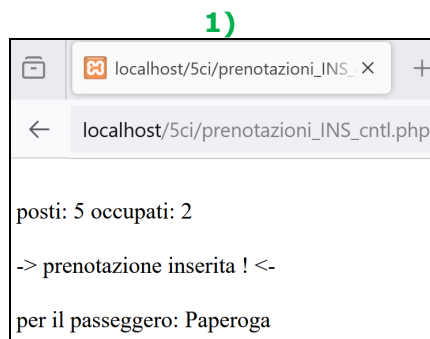 1)
localhost/5ci/prenotazioni_INS_
localhost/5ci/prenotazioni_INS_cntl.php
posti: 5 occupati: 2
-> prenotazione inserita ! <-
per il passeggero: Paperoga